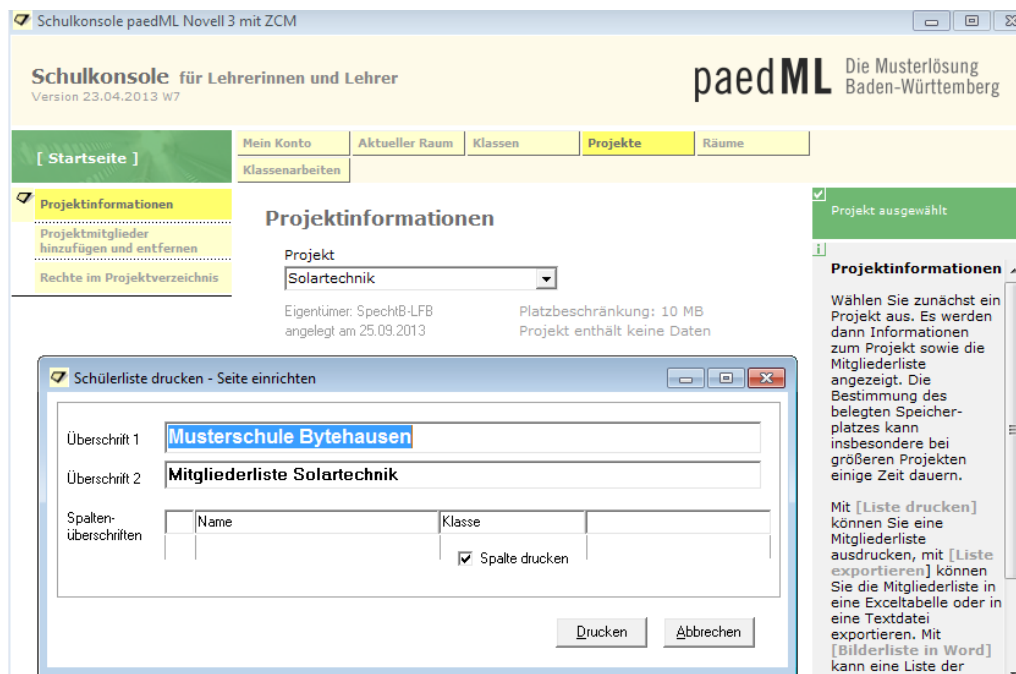 Schulkonsole paedML Novell 3 mit ZCM
Schulkonsole für Lehrerinnen und Lehrer
Version 23.04.2013 W7
paedML Die Musterlösung
Baden-Württemberg
[ Startseite ]
Mein Konto
Aktueller Raum
Klassen
Projekte
Räume
Klassenarbeiten
Projektinformationen
Projektmitglieder
hinzufügen und entfernen
Rechte im Projektverzeichnis
Projektinformationen
Projekt
Solartechnik
Eigentümer: SpechtB-LFB
angelegt am 25.09.2013
Platzbeschränkung: 10 MB
Projekt enthält keine Daten
Schülerliste drucken - Seite einrichten
Überschrift 1
Musterschule Bytehausen
Überschrift 2
Mitgliederliste Solartechnik
Spalten-
überschriften
Name
Klasse
Spalte drucken
Drucken
Abbrechen
Projekt ausgewählt
Projektinformationen
Wählen Sie zunächst ein
Projekt aus. Es werden
dann Informationen
zum Projekt sowie die
Mitgliederliste
angezeigt. Die
Bestimmung des
belegten Speicher-
platzes kann
insbesondere bei
größeren Projekten
einige Zeit dauern.
Mit [Liste drucken]
können Sie eine
Mitgliederliste
ausdrucken, mit [Liste
exportieren] können
Sie die Mitgliederliste in
eine Exceltabelle oder in
eine Textdatei
exportieren. Mit
[Bilderliste in Word]
kann eine Liste der